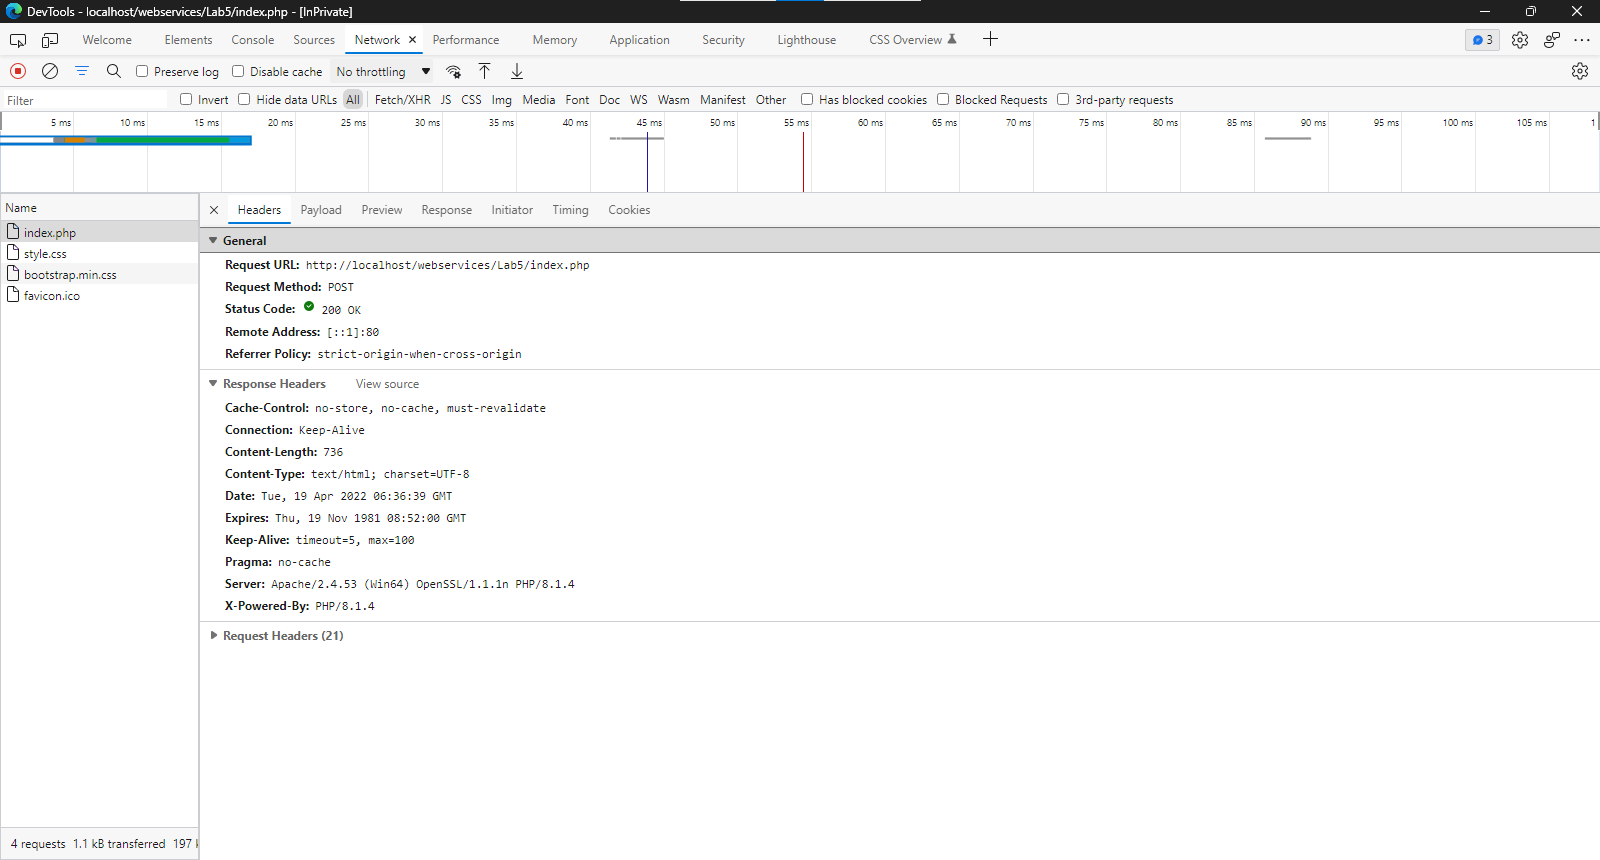 DevTools - localhost/webservices/Lab5/index.php - [InPrivate]
Welcome Elements Console Sources Network Performance Memory Application Security Lighthouse CSS Overview 3
Preserve log Disable cache No throttling
Filter Invert Hide data URLs All Fetch/XHR JS CSS Img Media Font Doc WS Wasm Manifest Other Has blocked cookies Blocked Requests 3rd-party requests
5 ms 10 ms 15 ms 20 ms 25 ms 30 ms 35 ms 40 ms 45 ms 50 ms 55 ms 60 ms 65 ms 70 ms 75 ms 80 ms 85 ms 90 ms 95 ms 100 ms 105 ms 1
Name
index.php
style.css
bootstrap.min.css
favicon.ico
4 requests 1.1 kB transferred 197 k
Headers Payload Preview Response Initiator Timing Cookies
General
Request URL: http://localhost/webservices/Lab5/index.php
Request Method: POST
Status Code: 200 OK
Remote Address: [::1]:80
Referrer Policy: strict-origin-when-cross-origin
Response Headers View source
Cache-Control: no-store, no-cache, must-revalidate
Connection: Keep-Alive
Content-Length: 736
Content-Type: text/html; charset=UTF-8
Date: Tue, 19 Apr 2022 06:36:39 GMT
Expires: Thu, 19 Nov 1981 08:52:00 GMT
Keep-Alive: timeout=5, max=100
Pragma: no-cache
Server: Apache/2.4.53 (Win64) OpenSSL/1.1.1n PHP/8.1.4
X-Powered-By: PHP/8.1.4
Request Headers (21)